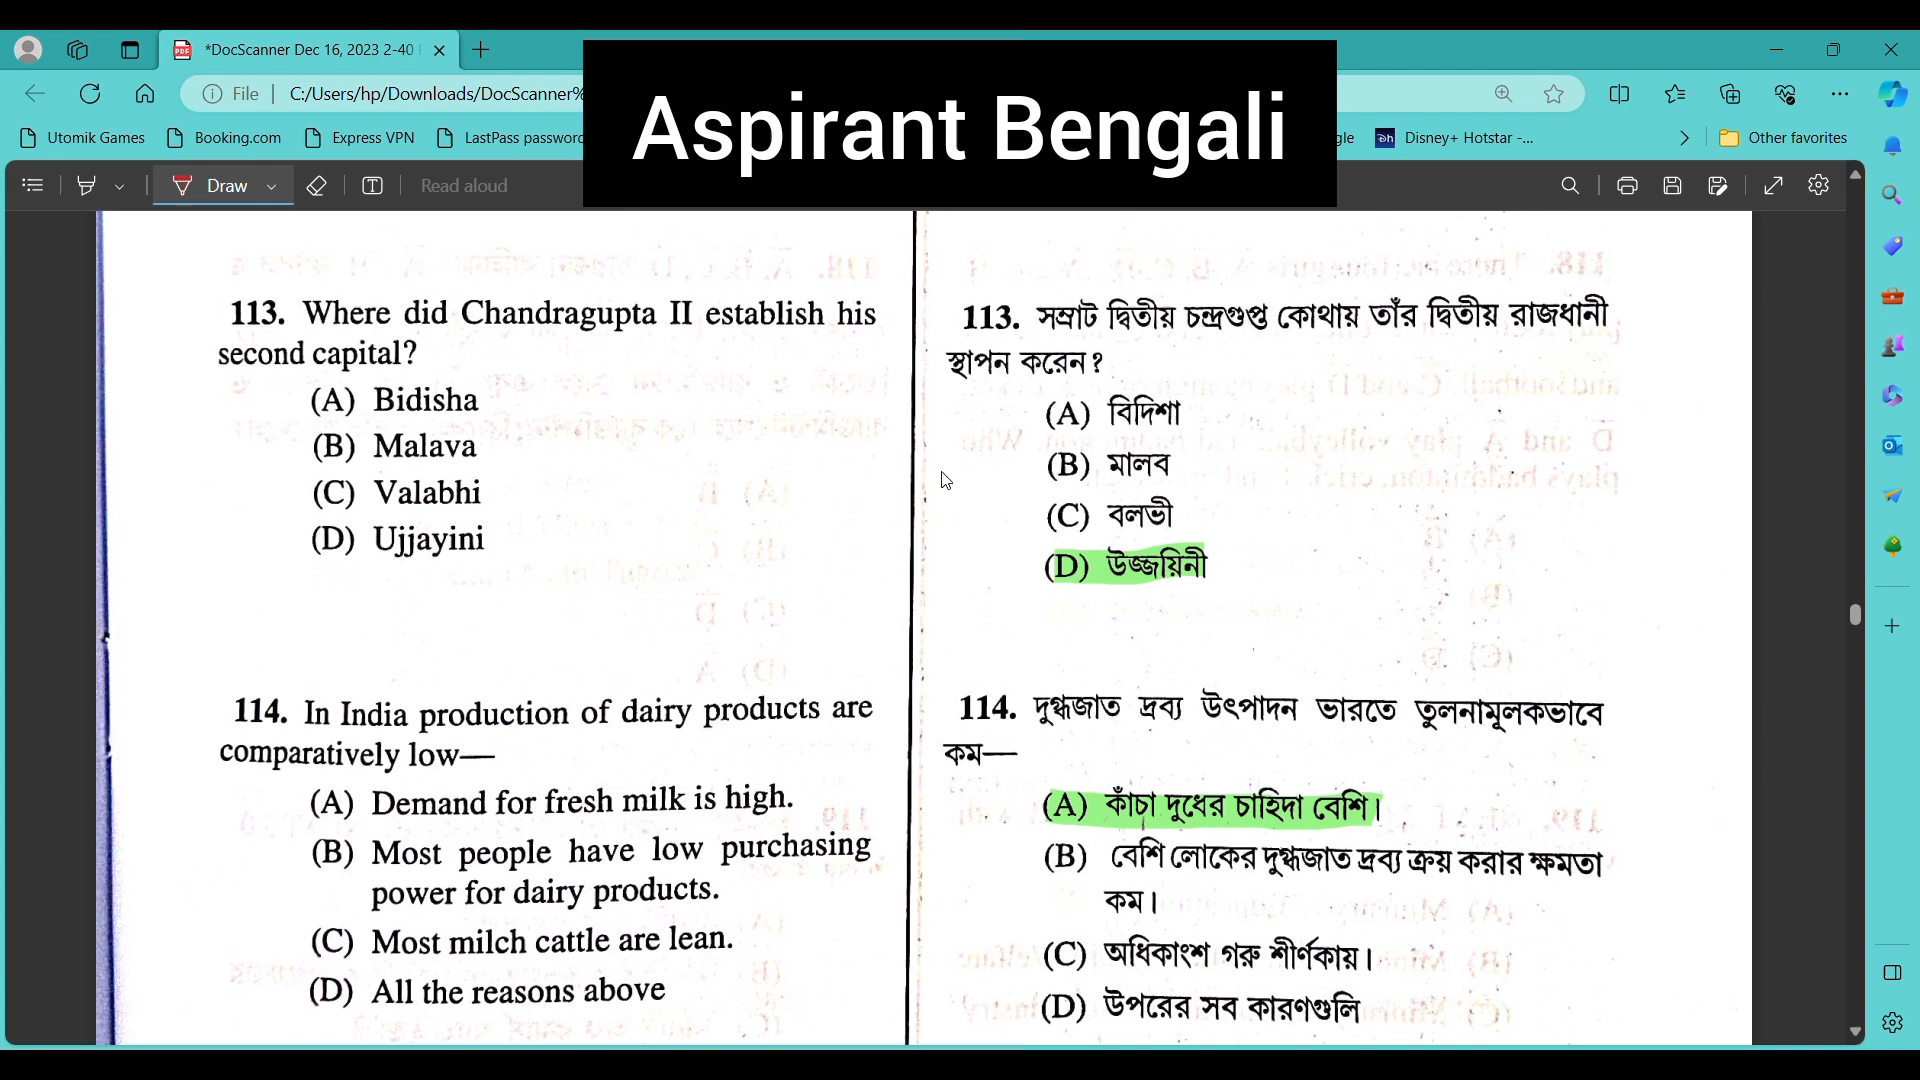 *DocScanner Dec 16, 2023 2-40
File
C:/Users/hp/Downloads/DocScanner%
Aspirant Bengali
Utomik Games
Booking.com
Express VPN
LastPass password
Disney+ Hotstar -...
Other favorites
Draw
Read aloud
113. Where did Chandragupta II establish his
second capital?
(A) Bidisha
(B) Malava
(C) Valabhi
(D) Ujjayini
114. In India production of dairy products are
comparatively low—
(A) Demand for fresh milk is high.
(B) Most people have low purchasing
power for dairy products.
(C) Most milch cattle are lean.
(D) All the reasons above
113. সম্রাট দ্বিতীয় চন্দ্রগুপ্ত কোথায় তাঁর দ্বিতীয় রাজধানী
স্থাপন করেন?
(A) বিদিশা
(B) মালব
(C) বলভী
(D) উজ্জয়িনী
114. দুগ্ধজাত দ্রব্য উৎপাদন ভারতে তুলনামূলকভাবে
কম—
(A) কাঁচা দুধের চাহিদা বেশি।
(B) বেশি লোকের দুগ্ধজাত দ্রব্য ক্রয় করার ক্ষমতা
কম।
(C) অধিকাংশ গরু শীর্ণকায়।
(D) উপরের সব কারণগুলি